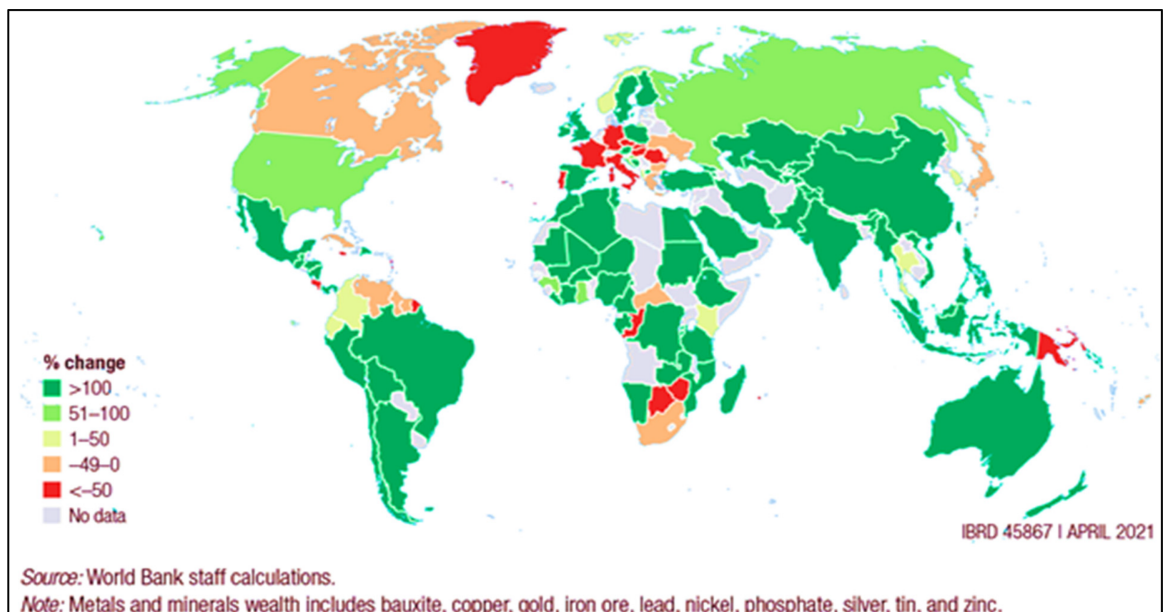 % change
>100
51–100
1–50
–49–0
<–50
No data
IBRD 45867 I APRIL 2021
Source: World Bank staff calculations.
Note: Metals and minerals wealth includes bauxite, copper, gold, iron ore, lead, nickel, phosphate, silver, tin, and zinc.